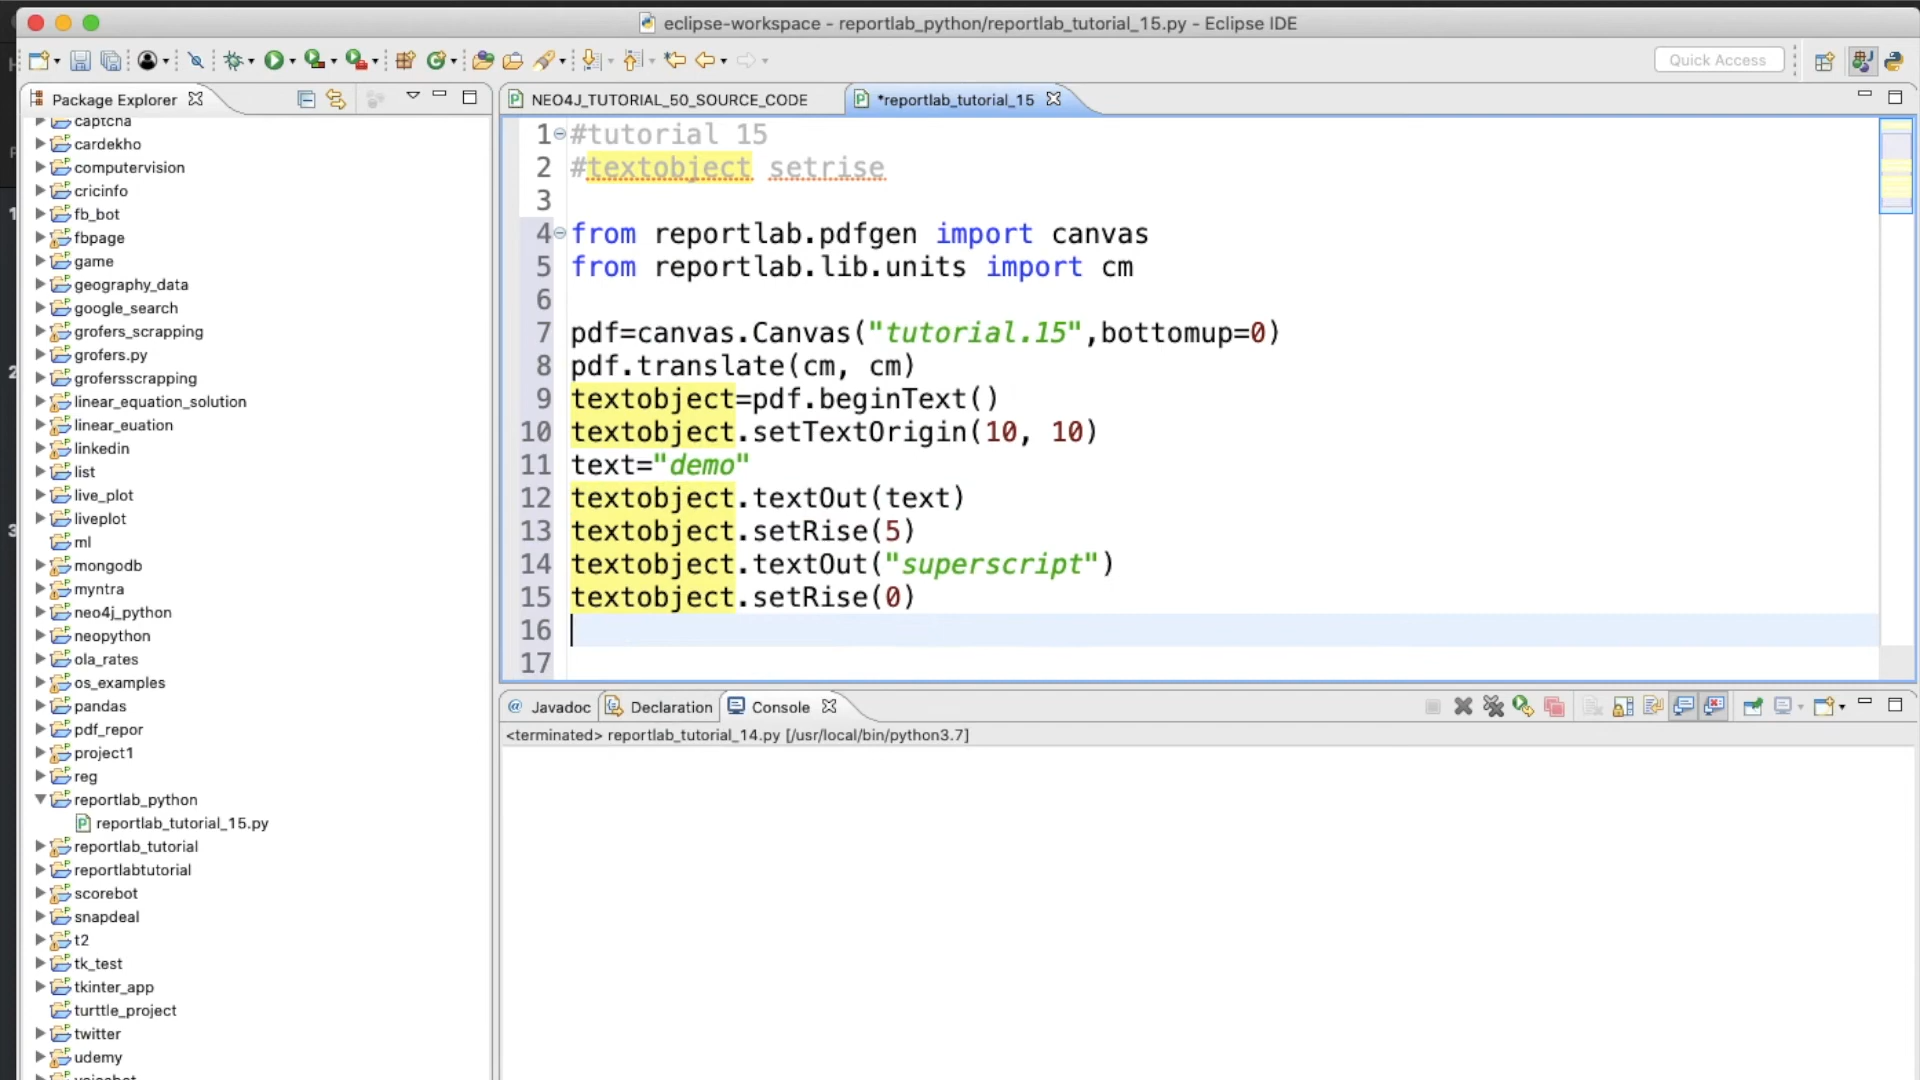 eclipse-workspace - reportlab_python/reportlab_tutorial_15.py - Eclipse IDE
Quick Access
Package Explorer
NEO4J_TUTORIAL_50_SOURCE_CODE
*reportlab_tutorial_15
captcha
cardekho
computervision
cricinfo
fb_bot
fbpage
game
geography_data
google_search
grofers_scrapping
grofers.py
grofersscrapping
linear_equation_solution
linear_euation
linkedin
list
live_plot
liveplot
ml
mongodb
myntra
neo4j_python
neopython
ola_rates
os_examples
pandas
pdf_repor
project1
reg
reportlab_python
reportlab_tutorial_15.py
reportlab_tutorial
reportlabtutorial
scorebot
snapdeal
t2
tk_test
tkinter_app
turttle_project
twitter
udemy
1 #tutorial 15
2 #textobject setrise
3
4 from reportlab.pdfgen import canvas
5 from reportlab.lib.units import cm
6
7 pdf=canvas.Canvas("tutorial.15",bottomup=0)
8 pdf.translate(cm, cm)
9 textobject=pdf.beginText()
10 textobject.setTextOrigin(10, 10)
11 text="demo"
12 textobject.textOut(text)
13 textobject.setRise(5)
14 textobject.textOut("superscript")
15 textobject.setRise(0)
16
17
@ Javadoc
Declaration
Console
<terminated> reportlab_tutorial_14.py [/usr/local/bin/python3.7]